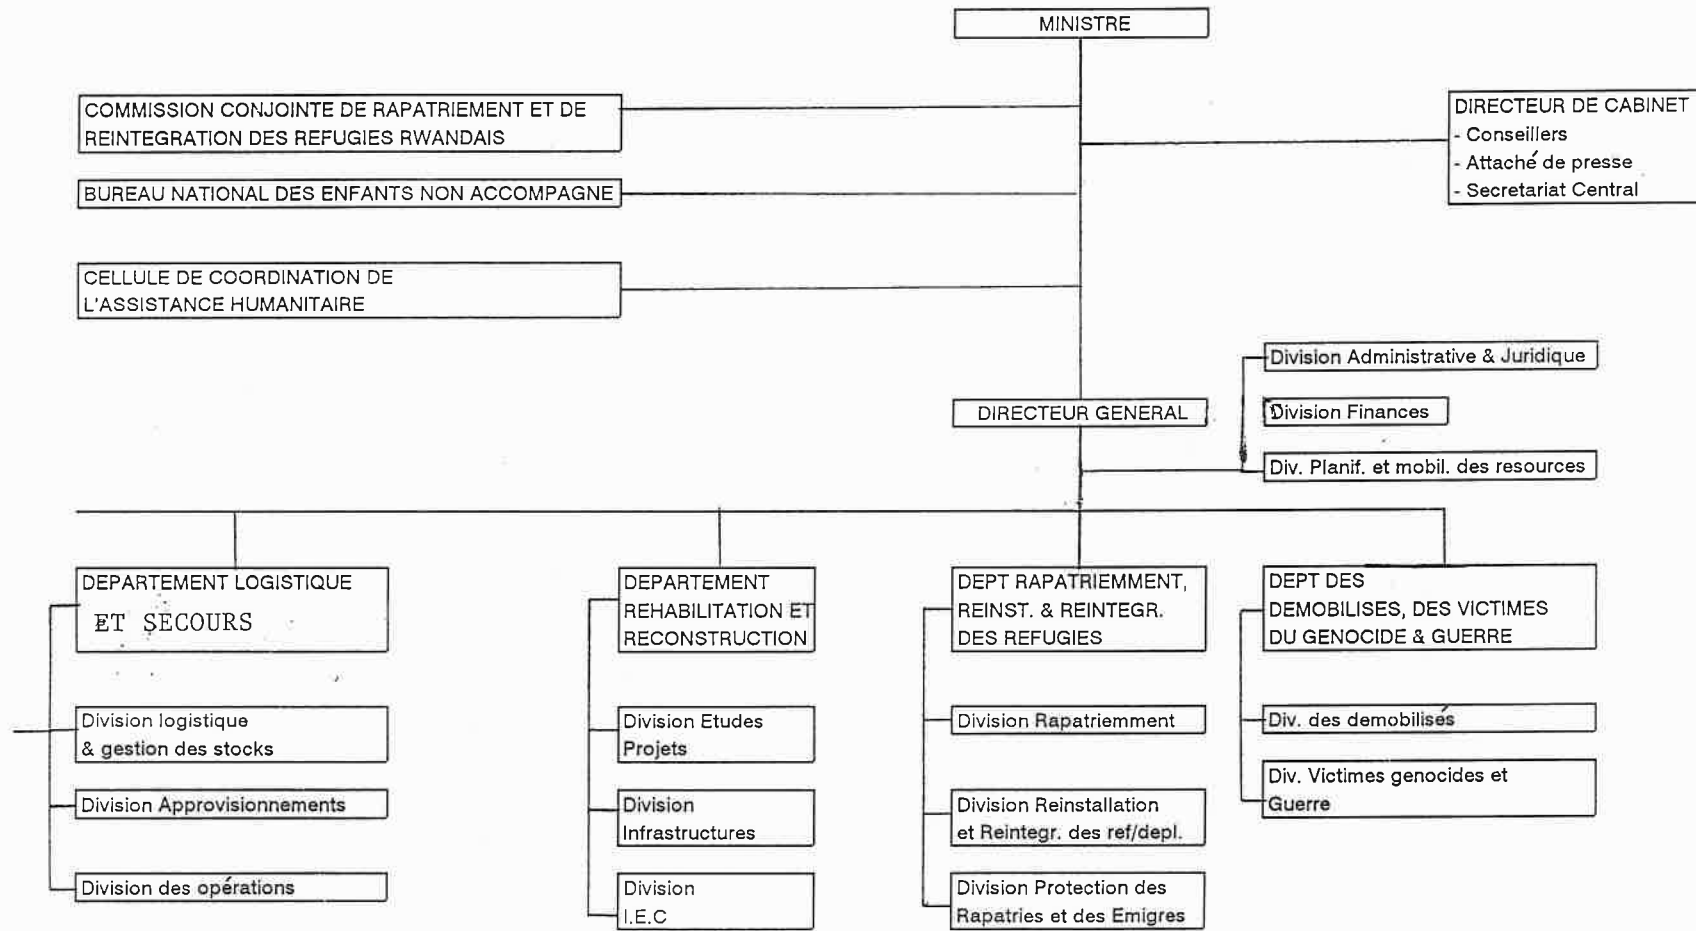 MINISTRE
COMMISSION CONJOINTE DE RAPATRIEMENT ET DE
REINTEGRATION DES REFUGIES RWANDAIS
DIRECTEUR DE CABINET
- Conseillers
- Attaché de presse
- Secretariat Central
BUREAU NATIONAL DES ENFANTS NON ACCOMPAGNE
CELLULE DE COORDINATION DE
L'ASSISTANCE HUMANITAIRE
Division Administrative & Juridique
DIRECTEUR GENERAL
Division Finances
Div. Planif. et mobil. des resources
DEPARTEMENT LOGISTIQUE
ET SECOURS
Division logistique
& gestion des stocks
Division Approvisionnements
Division des opérations
DEPARTEMENT
REHABILITATION ET
RECONSTRUCTION
Division Etudes
Projets
Division
Infrastructures
Division
I.E.C
DEPT RAPATRIEMMENT,
REINST. & REINTEGR.
DES REFUGIES
Division Rapatriemment
Division Reinstallation
et Reintegr. des ref/depl.
Division Protection des
Rapatries et des Emigres
DEPT DES
DEMOBILISES, DES VICTIMES
DU GENOCIDE & GUERRE
Div. des demobilisés
Div. Victimes genocides et
Guerre